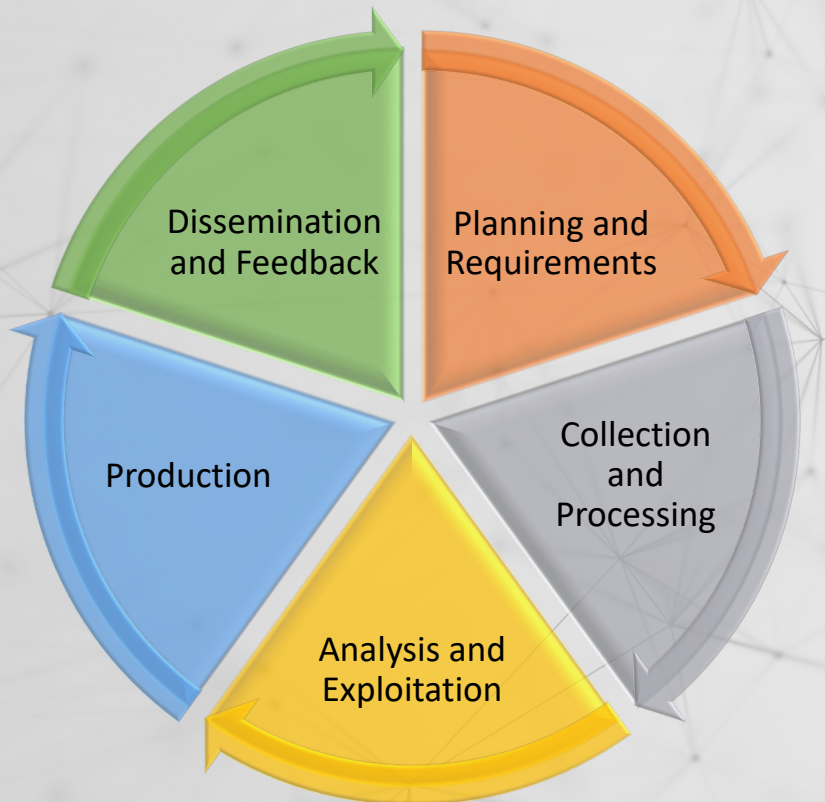 Dissemination
and Feedback
Planning and
Requirements
Collection
and
Processing
Production
Analysis and
Exploitation